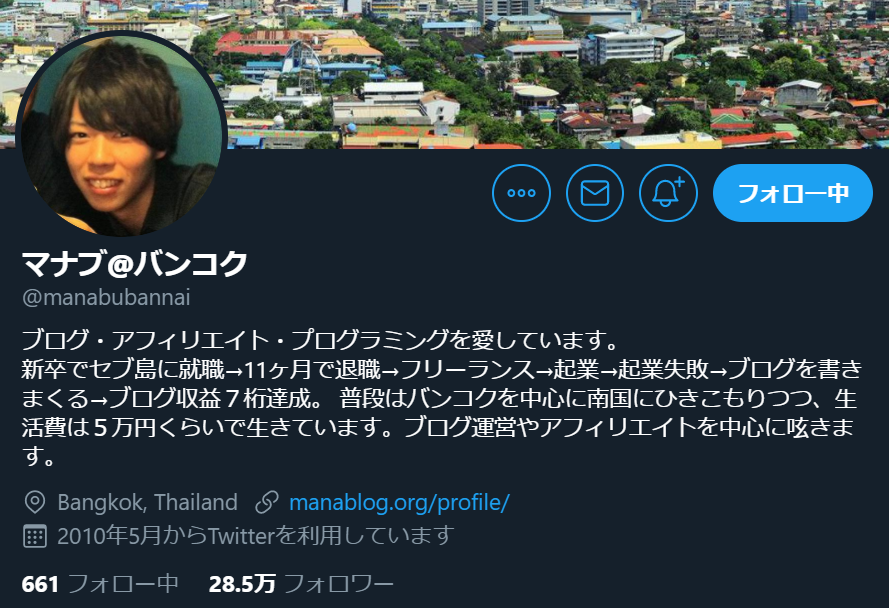 フォロー中
マナブ@バンコク
@manabubannai
ブログ・アフィリエイト・プログラミングを愛しています。
新卒でセブ島に就職→11ヶ月で退職→フリーランス→起業→起業失敗→ブログを書き
まくる→ブログ収益７桁達成。 普段はバンコクを中心に南国にひきこもりつつ、生
活費は５万円くらいで生きています。ブログ運営やアフィリエイトを中心に呟きま
す。
Bangkok, Thailand manablog.org/profile/
2010年5月からTwitterを利用しています
661 フォロー中 28.5万 フォロワー